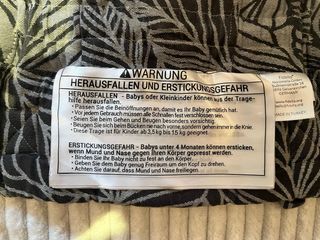 WARNUNG
HERAUSFALLEN UND ERSTICKUNGSGEFAHR
HERAUSFALLEN - Babys oder Kleinkinder können aus der Trage-
hilfe herausfallen.
• Passen Sie die Beinöffnungen an, damit es Ihr Baby gemütlich hat.
• Vor jedem Gebrauch müssen alle Schnallen gut verschlossen sein.
• Seien Sie beim Gehen und Beugen besonders vorsichtig.
• Beugen Sie sich beim Bücken nie nach vorne, sondern gehen immer in die Knie.
• Diese Trage ist für Kinder ab 3,5kg bis 15 kg geeignet.
ERSTICKUNGSGEFAHR - Babys unter 4 Monaten können ersticken,
wenn Mund und Nase gegen Ihren Körper gepresst werden.
• Binden Sie Ihr Baby nicht zu fest an den Körper.
• Geben Sie dem Baby genug Freiraum um den Kopf zu drehen.
• Achten Sie darauf, dass Mund und Nase freiliegen.
GERMANY
MADE IN TURKEY